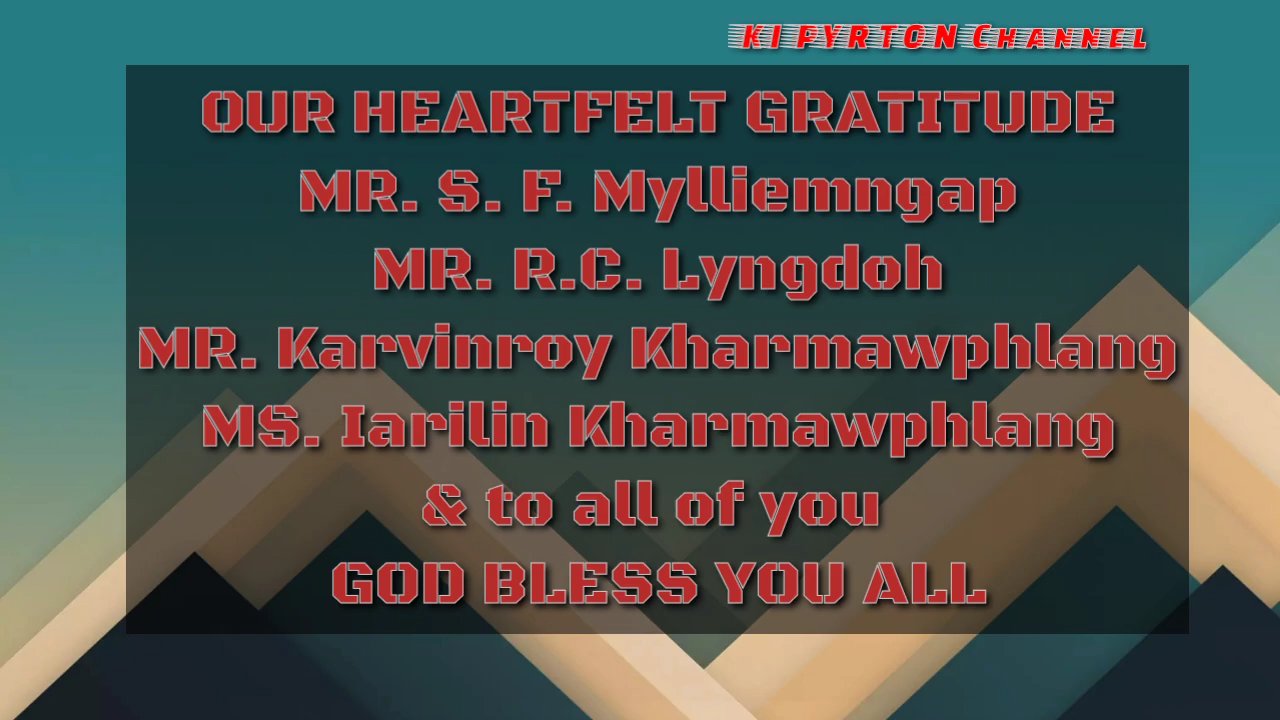 KI PYRTON CHANNEL
OUR HEARTFELT GRATITUDE
MR. S. F. Mylliemngap
MR. R.C. Lyngdoh
MR. Karvinroy Kharmawphlang
MS. Iarilin Kharmawphlang
& to all of you
GOD BLESS YOU ALL